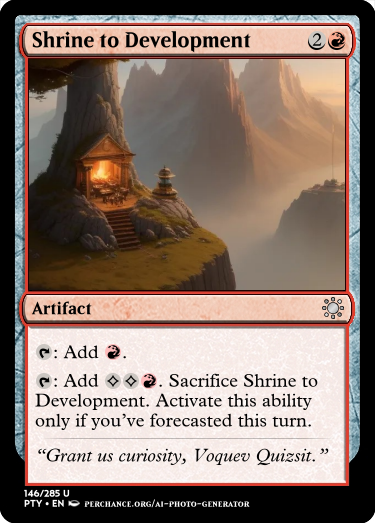 Shrine to Development 2
Artifact
: Add .
: Add . Sacrifice Shrine to
Development. Activate this ability
only if you've forecasted this turn.
“Grant us curiosity, Voquev Quizsit.”
146/285 U
PTY • EN PERCHANCE.ORG/AI-PHOTO-GENERATOR